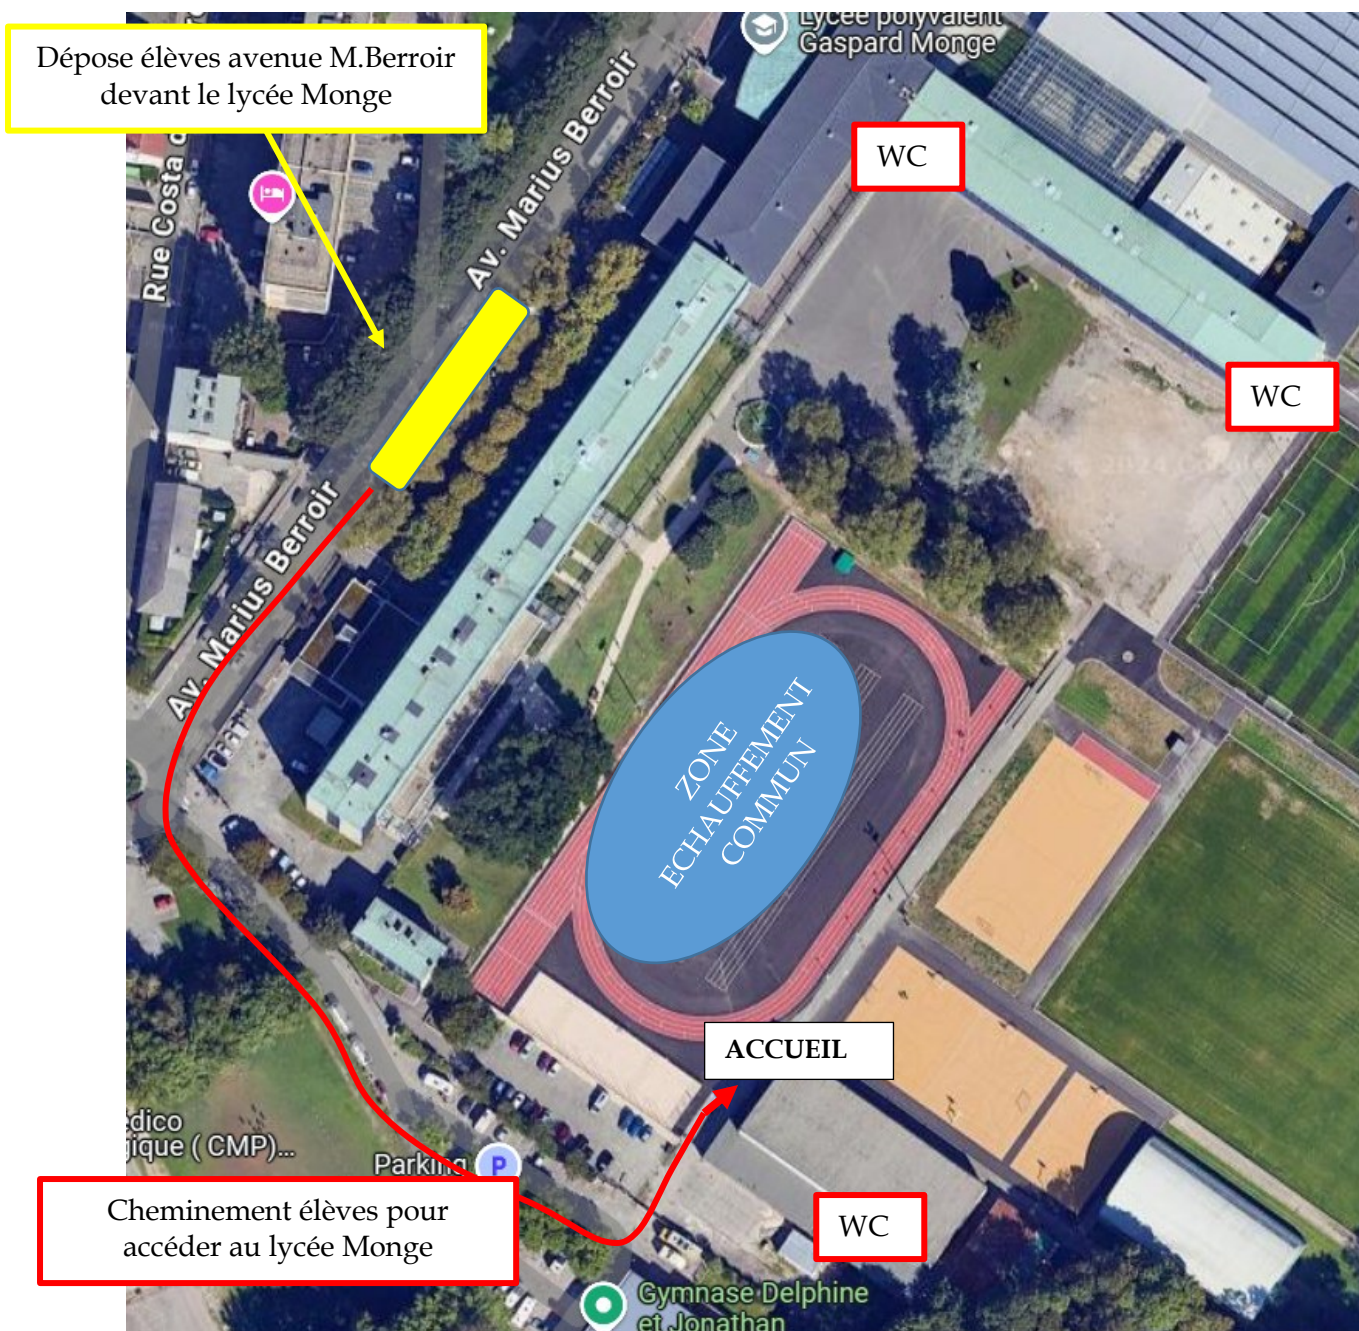 Lycée polyvalent
Gaspard Monge
Dépose élèves avenue M.Berroir
devant le lycée Monge
WC
Rue Costa d
Av. Marius Berroir
WC
Av. Marius Berroir
ZONE
ECHAUFFEMENT
COMMUN
ACCUEIL
édico
gique ( CMP)...
Parking
P
Cheminement élèves pour
accéder au lycée Monge
WC
Gymnase Delphine
et Jonathan